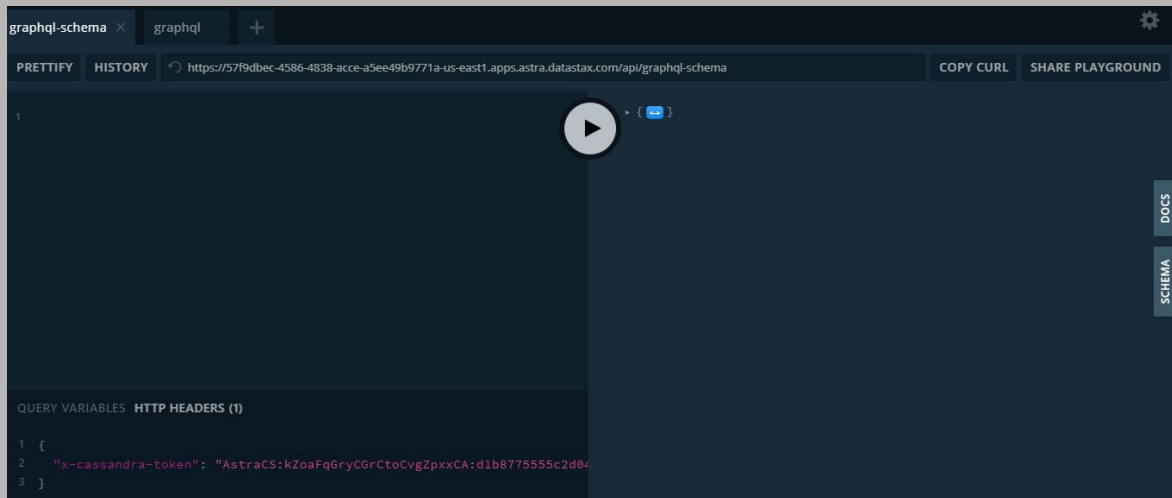 graphql-schema × graphql +
PRETTIFY HISTORY https://57f9dbec-4586-4838-acce-a5ee49b9771a-us-east1.apps.astra.datastax.com/api/graphql-schema COPY CURL SHARE PLAYGROUND
1
{ }
DOCS
SCHEMA
QUERY VARIABLES HTTP HEADERS (1)
1 {
2 "x-cassandra-token": "AstraCS:kZoaFqGryCGrCtoCvgZpxxCA:d1b8775555c2d04
3 }